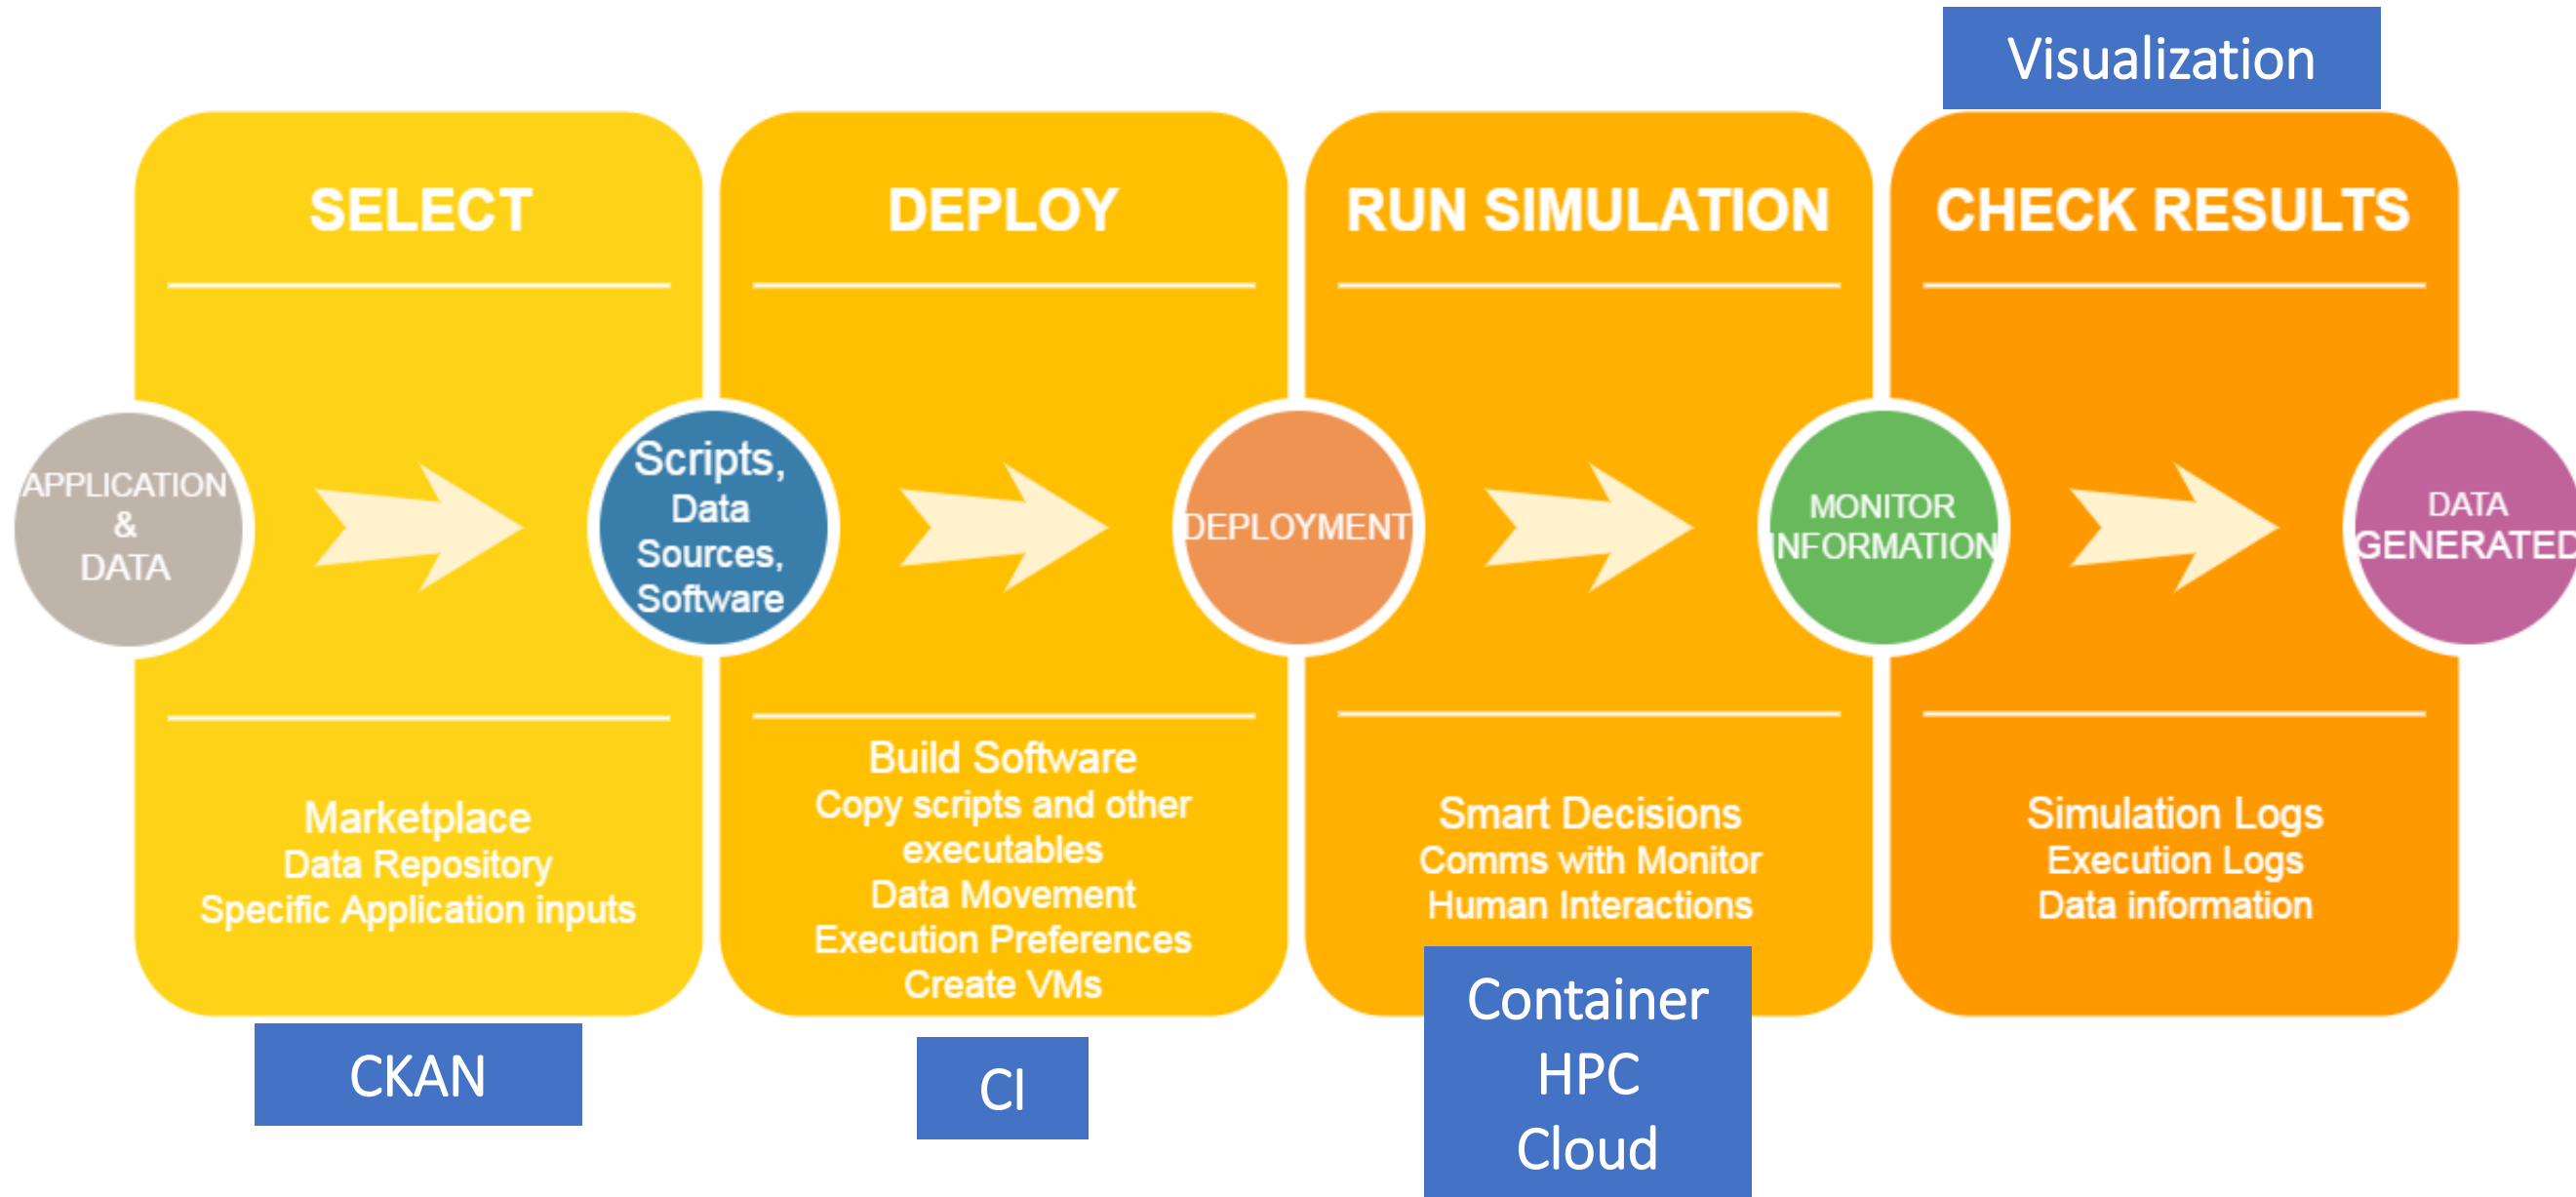 Visualization
SELECT
DEPLOY
RUN SIMULATION
CHECK RESULTS
APPLICATION
&
DATA
Scripts,
Data
Sources,
Software
DEPLOYMENT
MONITOR
INFORMATION
DATA
GENERATED
Marketplace
Data Repository
Specific Application inputs
Build Software
Copy scripts and other
executables
Data Movement
Execution Preferences
Create VMs
Smart Decisions
Comms with Monitor
Human Interactions
Simulation Logs
Execution Logs
Data information
CKAN
CI
Container
HPC
Cloud